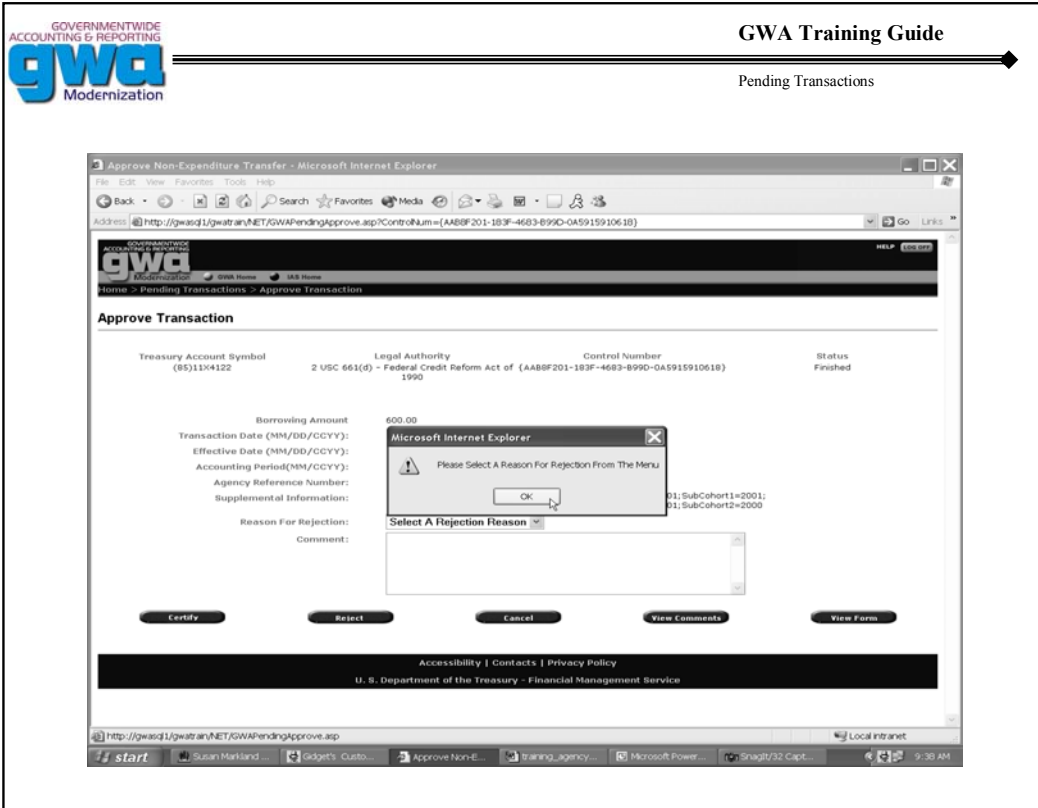 GOVERNMENTWIDE
ACCOUNTING & REPORTING
gwa
Modernization
GWA Training Guide
Pending Transactions
Approve Non-Expenditure Transfer - Microsoft Internet Explorer
File Edit View Favorites Tools Help
Back Search Favorites Media
Address http://gwasql1/gwatrain/NET/GWAPendingApprove.asp?ControlNum={AAB8F201-183F-4683-B99D-0A5915910618} Go Links »
GOVERNMENTWIDE
ACCOUNTING & REPORTING
gwa
Modernization GWA Home IAS Home
HELP LOG OFF
Home > Pending Transactions > Approve Transaction
Approve Transaction
Treasury Account Symbol Legal Authority Control Number Status
(85)11X4122 2 USC 661(d) - Federal Credit Reform Act of {AAB8F201-183F-4683-B99D-0A5915910618} Finished
1990
Borrowing Amount 600.00
Transaction Date (MM/DD/CCYY):
Effective Date (MM/DD/CCYY):
Accounting Period(MM/CCYY):
Agency Reference Number:
Supplemental Information: 01;SubCohort1=2001;
01;SubCohort2=2000
Microsoft Internet Explorer
Please Select A Reason For Rejection From The Menu
OK
Reason For Rejection: Select A Rejection Reason
Comment:
Certify Reject Cancel View Comments View Form
Accessibility | Contacts | Privacy Policy
U. S. Department of the Treasury - Financial Management Service
http://gwasql1/gwatrain/NET/GWAPendingApprove.asp Local intranet
start Susan Markland ... Gidget's Custo... Approve Non-E... training_agency... Microsoft Power... SnagIt/32 Capt... 9:38 AM